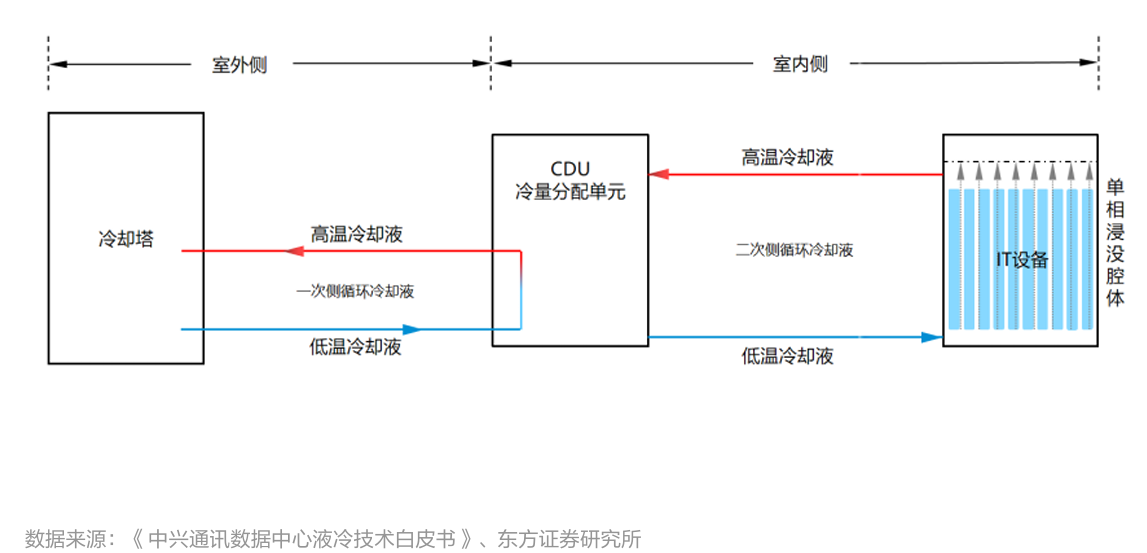 室外侧
室内侧
CDU
冷量分配单元
高温冷却液
单相浸没腔体
冷却塔
高温冷却液
二次侧循环冷却液
IT设备
一次侧循环冷却液
低温冷却液
低温冷却液
数据来源：《中兴通讯数据中心液冷技术白皮书》、东方证券研究所